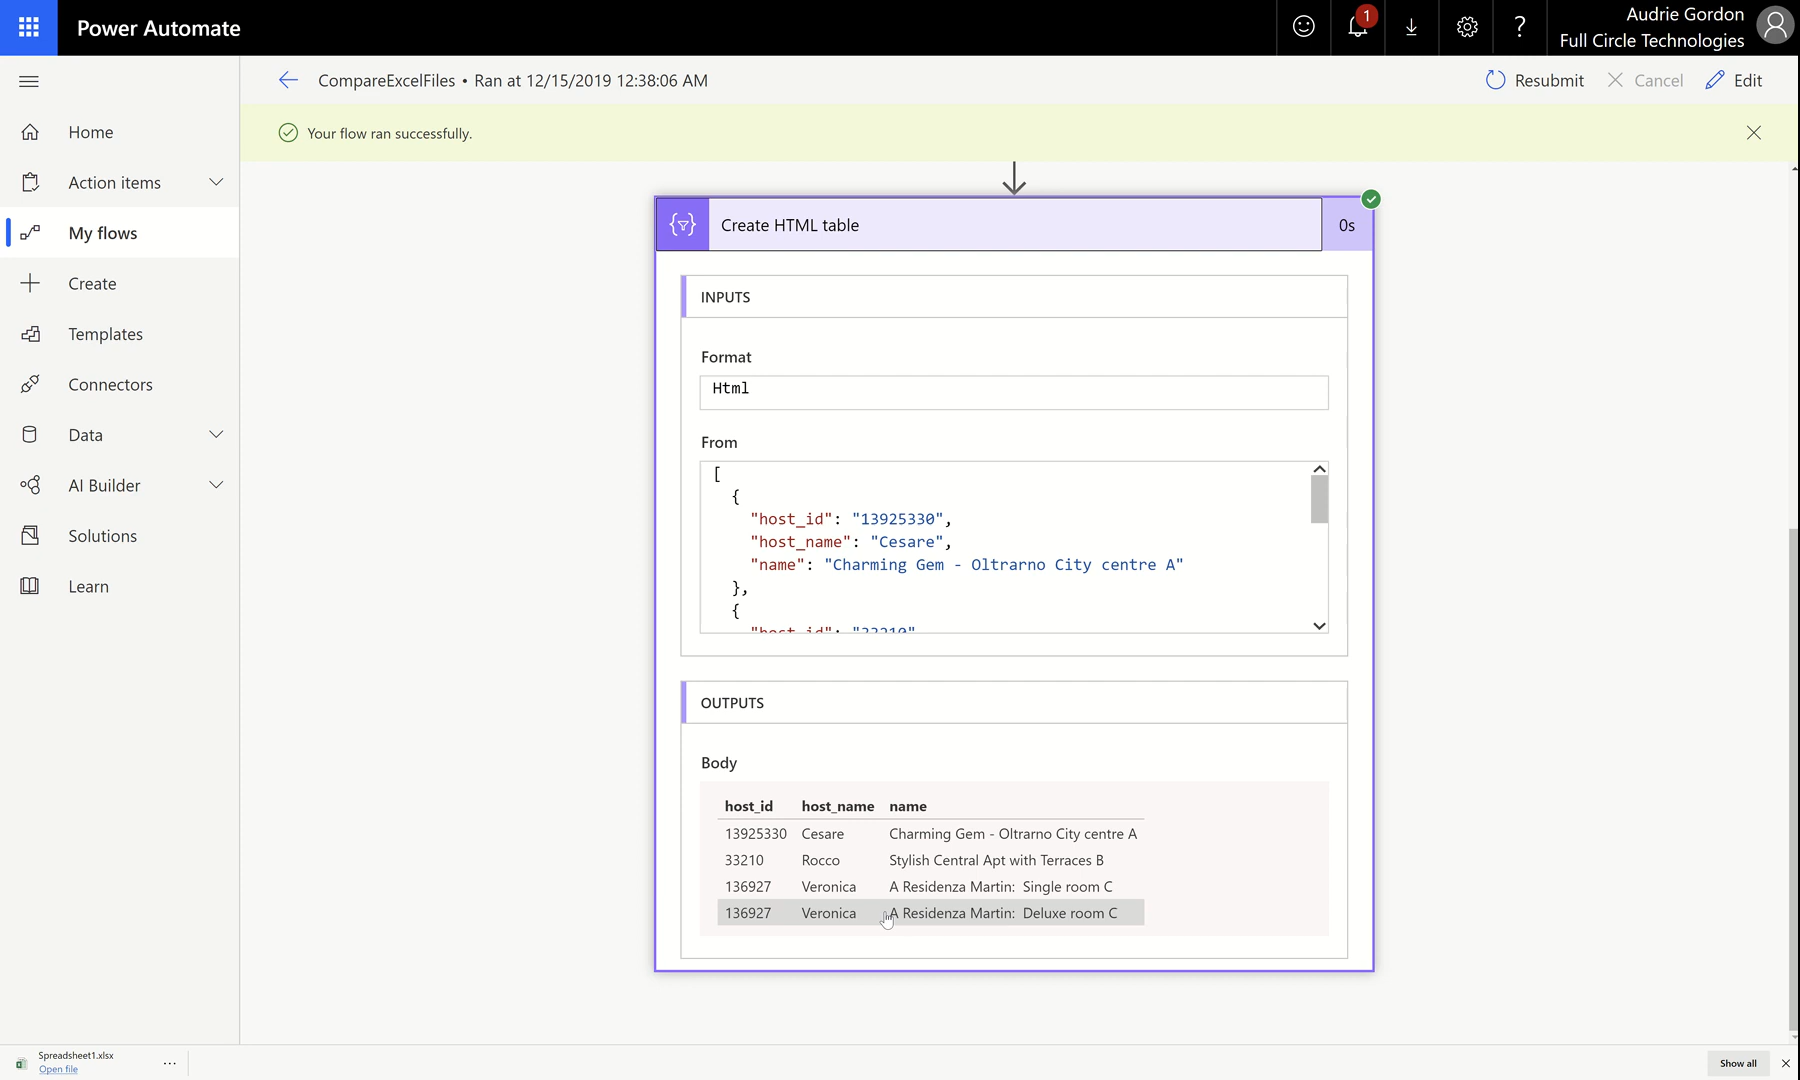 Power Automate
1
?
Audrie Gordon
Full Circle Technologies
CompareExcelFiles • Ran at 12/15/2019 12:38:06 AM
Resubmit
Cancel
Edit
Your flow ran successfully.
Home
Action items
My flows
Create
Templates
Connectors
Data
AI Builder
Solutions
Learn
Create HTML table
0s
INPUTS
Format
Html
From
[
{
"host_id": "13925330",
"host_name": "Cesare",
"name": "Charming Gem - Oltrarno City centre A"
},
{
"host_id": "33210"
OUTPUTS
Body
host_id host_name name
13925330 Cesare Charming Gem - Oltrarno City centre A
33210 Rocco Stylish Central Apt with Terraces B
136927 Veronica A Residenza Martin: Single room C
136927 Veronica A Residenza Martin: Deluxe room C
Spreadsheet1.xlsx
Open file
...
Show all